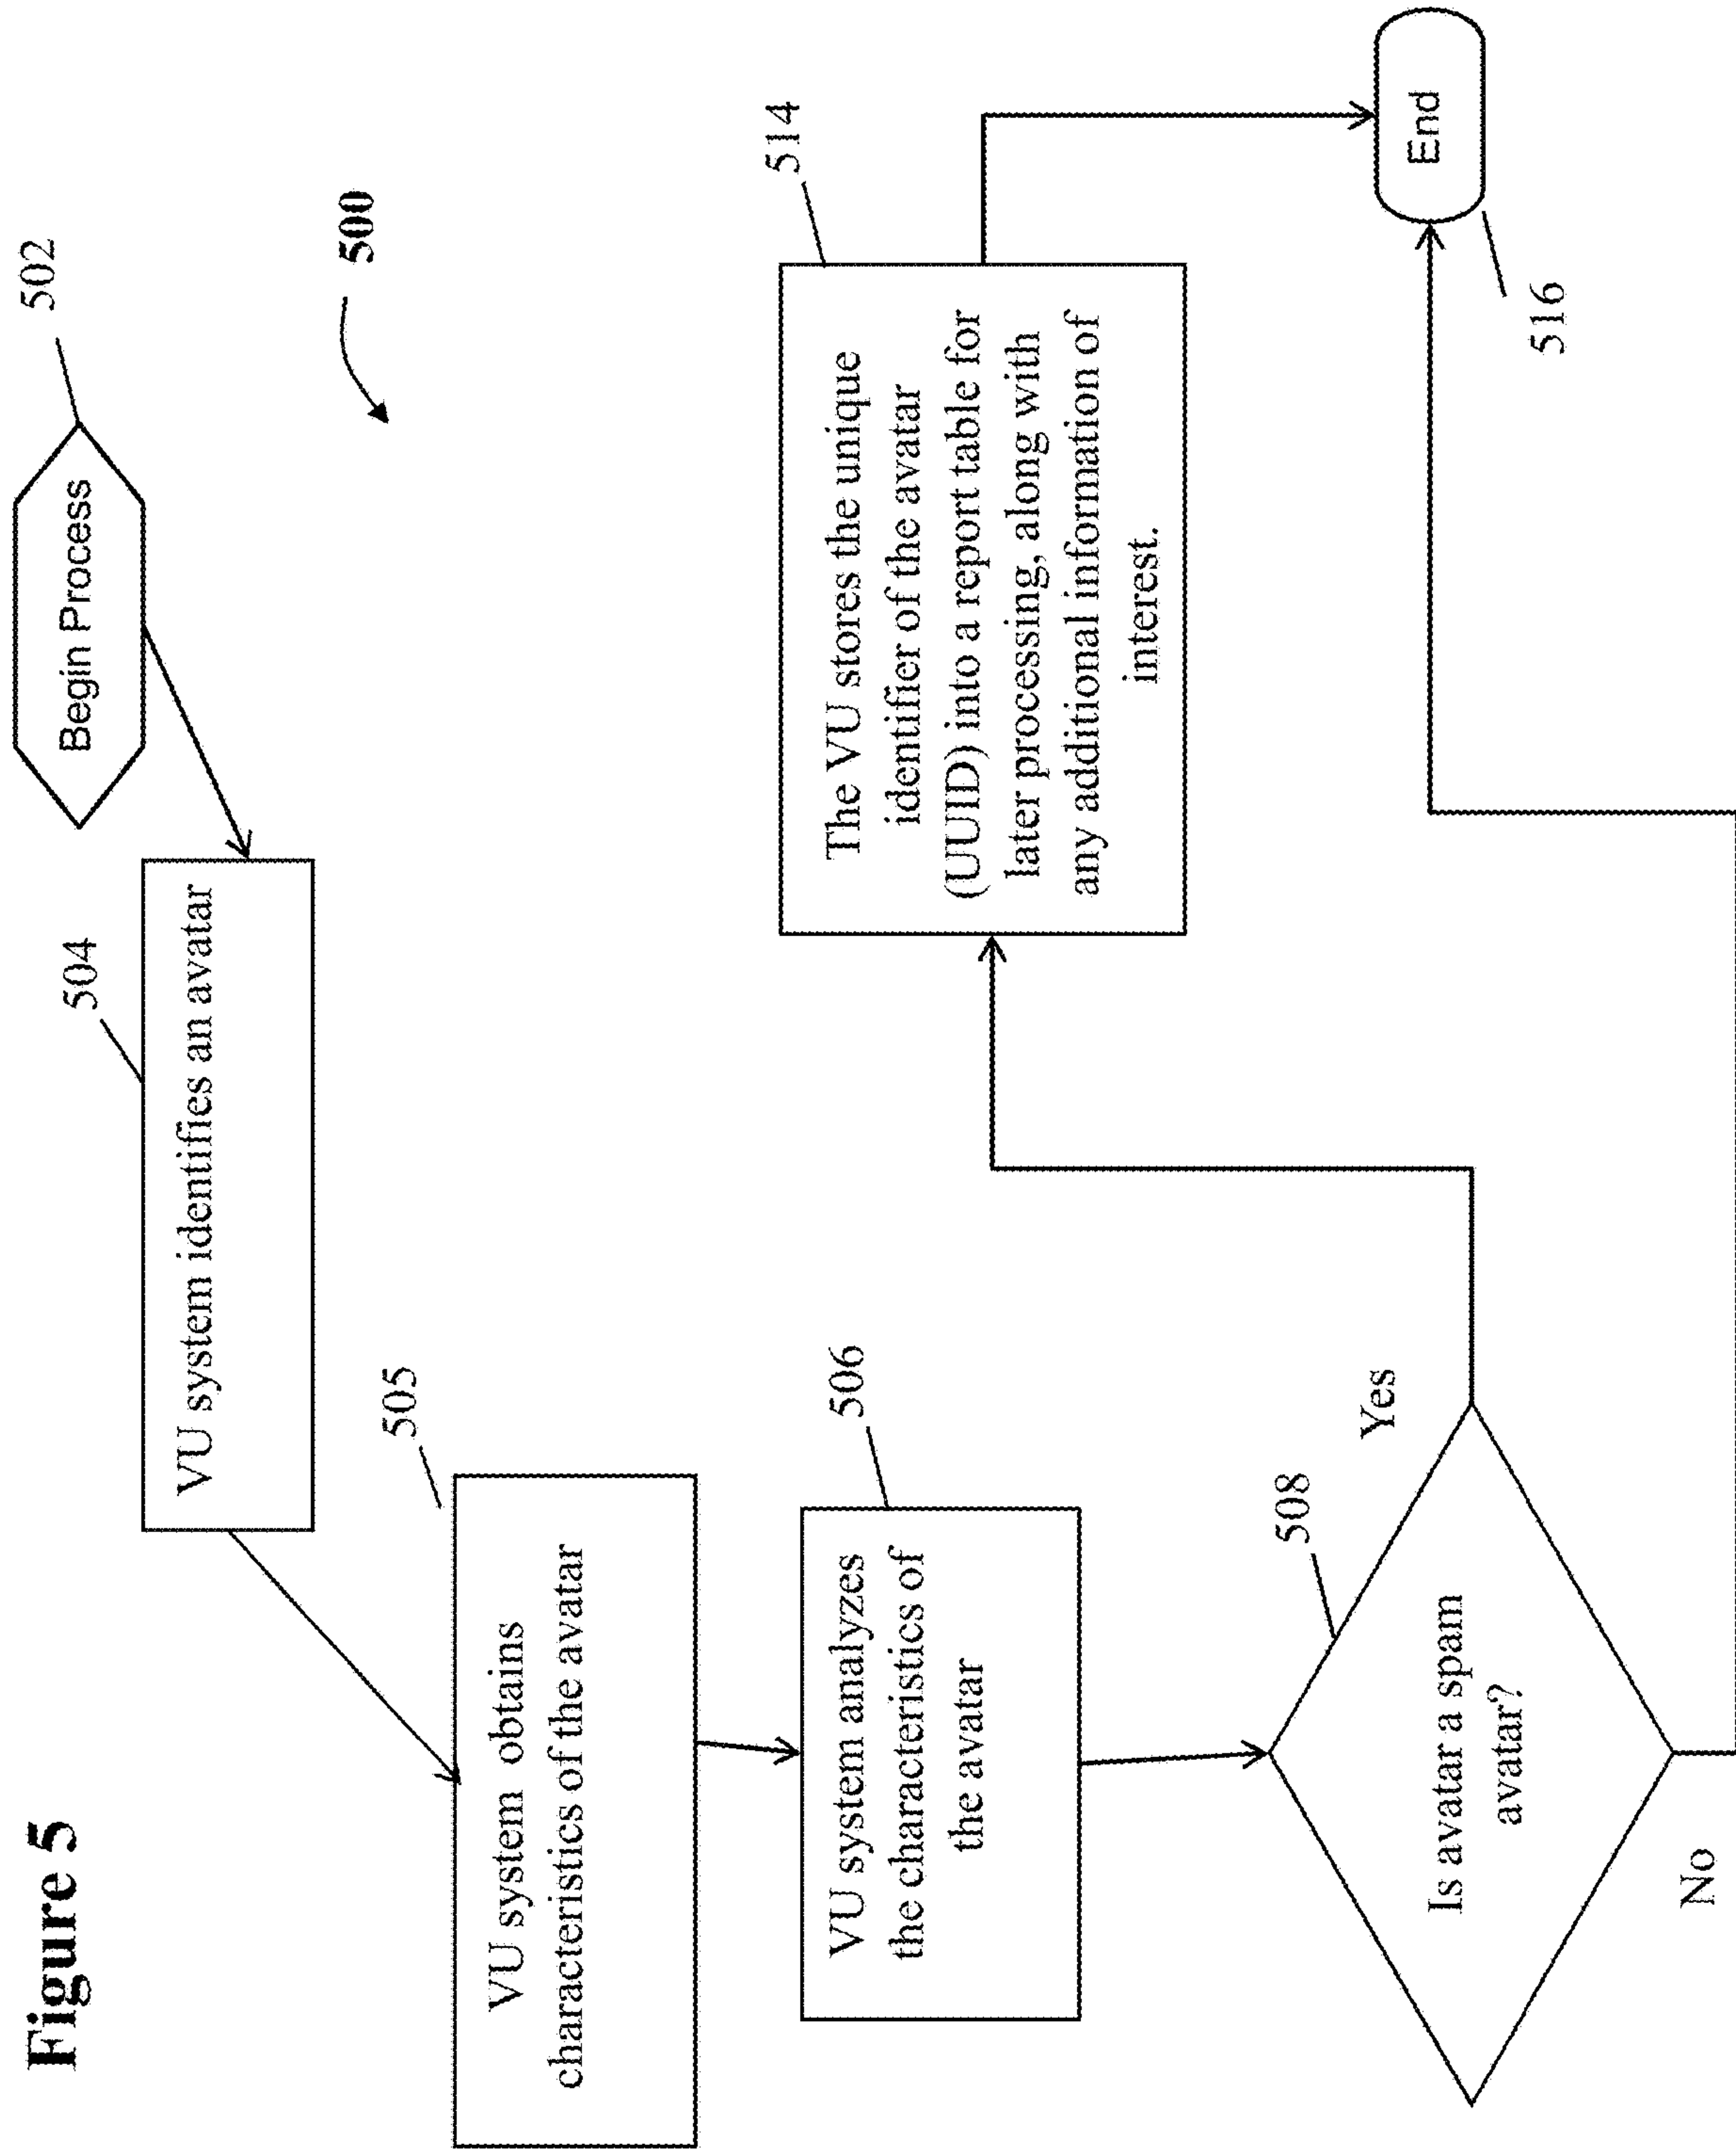 Figure 5
502
Begin Process
504
VU system identifies an avatar
500
505
VU system obtains
characteristics of the avatar
506
VU system analyzes
the characteristics of
the avatar
508
Is avatar a spam
avatar?
Yes
No
514
The VU stores the unique
identifier of the avatar
(UUID) into a report table for
later processing, along with
any additional information of
interest.
End
516